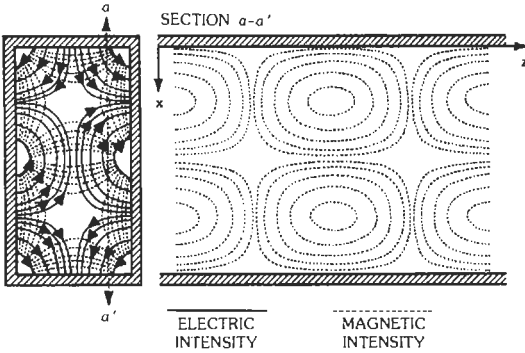 a
SECTION a-a'
z
x
a'
ELECTRIC
INTENSITY
MAGNETIC
INTENSITY